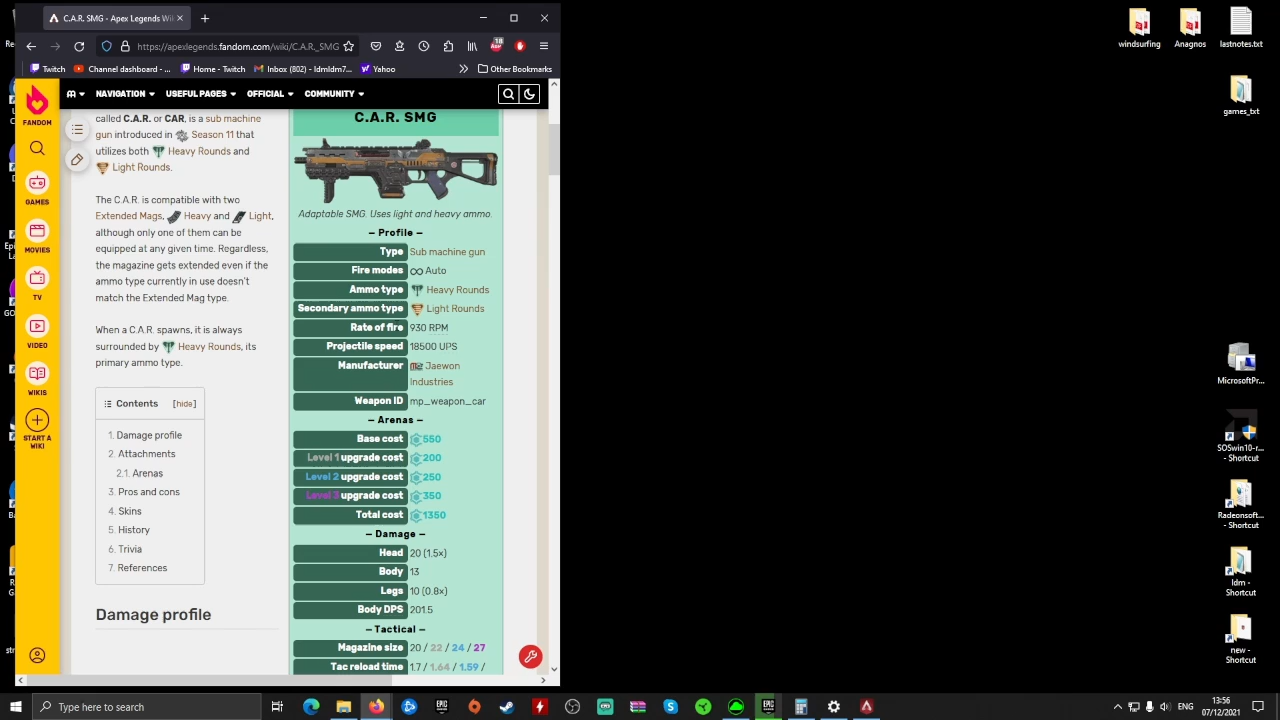 C.A.R. SMG - Apex Legends Wi
https://apexlegends.fandom.com/wiki/C.A.R._SMG
18
Twitch
Channel dashboard - ...
Home - Twitch
Inbox (802) - ldmldm7...
Yahoo
Other Bookmarks
NAVIGATION
USEFUL PAGES
OFFICIAL
COMMUNITY
FANDOM
GAMES
MOVIES
TV
VIDEO
WIKIS
START A
WIKI
called C.A.R. or CAR, is a sub machine
gun introduced in Season 11 that
utilizes both Heavy Rounds and
Light Rounds.
The C.A.R. is compatible with two
Extended Mags, Heavy and Light,
although only one of them can be
equipped at any given time. Regardless,
the magazine gets extended even if the
ammo type currently in use doesn't
match the Extended Mag type.
When a C.A.R. spawns, it is always
surrounded by Heavy Rounds, its
primary ammo type.
Contents [hide]
1. Damage profile
2. Attachments
2.1. Arenas
3. Pros and cons
4. Skins
5. History
6. Trivia
7. References
Damage profile
C.A.R. SMG
Adaptable SMG. Uses light and heavy ammo.
— Profile —
Type Sub machine gun
Fire modes Auto
Ammo type Heavy Rounds
Secondary ammo type Light Rounds
Rate of fire 930 RPM
Projectile speed 18500 UPS
Manufacturer Jaewon
Industries
Weapon ID mp_weapon_car
— Arenas —
Base cost 550
Level 1 upgrade cost 200
Level 2 upgrade cost 250
Level 3 upgrade cost 350
Total cost 1350
— Damage —
Head 20 (1.5×)
Body 13
Legs 10 (0.8×)
Body DPS 201.5
— Tactical —
Magazine size 20 / 22 / 24 / 27
Tac reload time 1.7 / 1.64 / 1.59 /
windsurfing
Anagnos
lastnotes.txt
games_txt
MicrosoftPr...
SOSwin10-r...
- Shortcut
Radeonsoft...
- Shortcut
ldm -
Shortcut
new -
Shortcut
Type here to search
ENG
13:56
07/12/2021